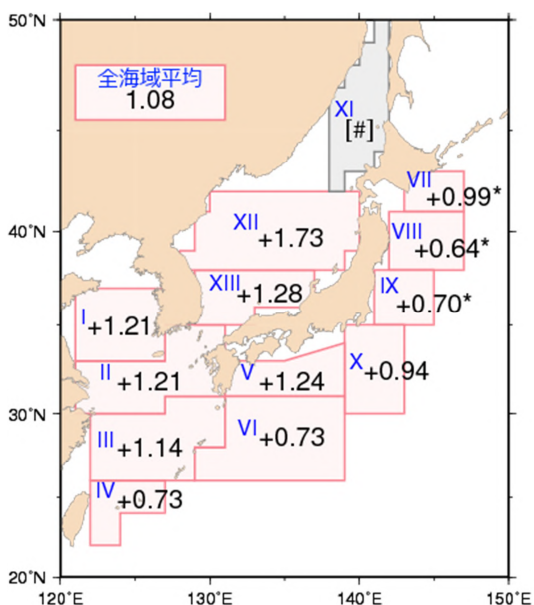 50°N
全海域平均
1.08
XI
[#]
VII
+0.99*
XII
+1.73
VIII
+0.64*
40°N
XIII
+1.28
IX
+0.70*
I
+1.21
X
+0.94
II
+1.21
V
+1.24
30°N
III
+1.14
VI
+0.73
IV
+0.73
20°N
120°E
130°E
140°E
150°E